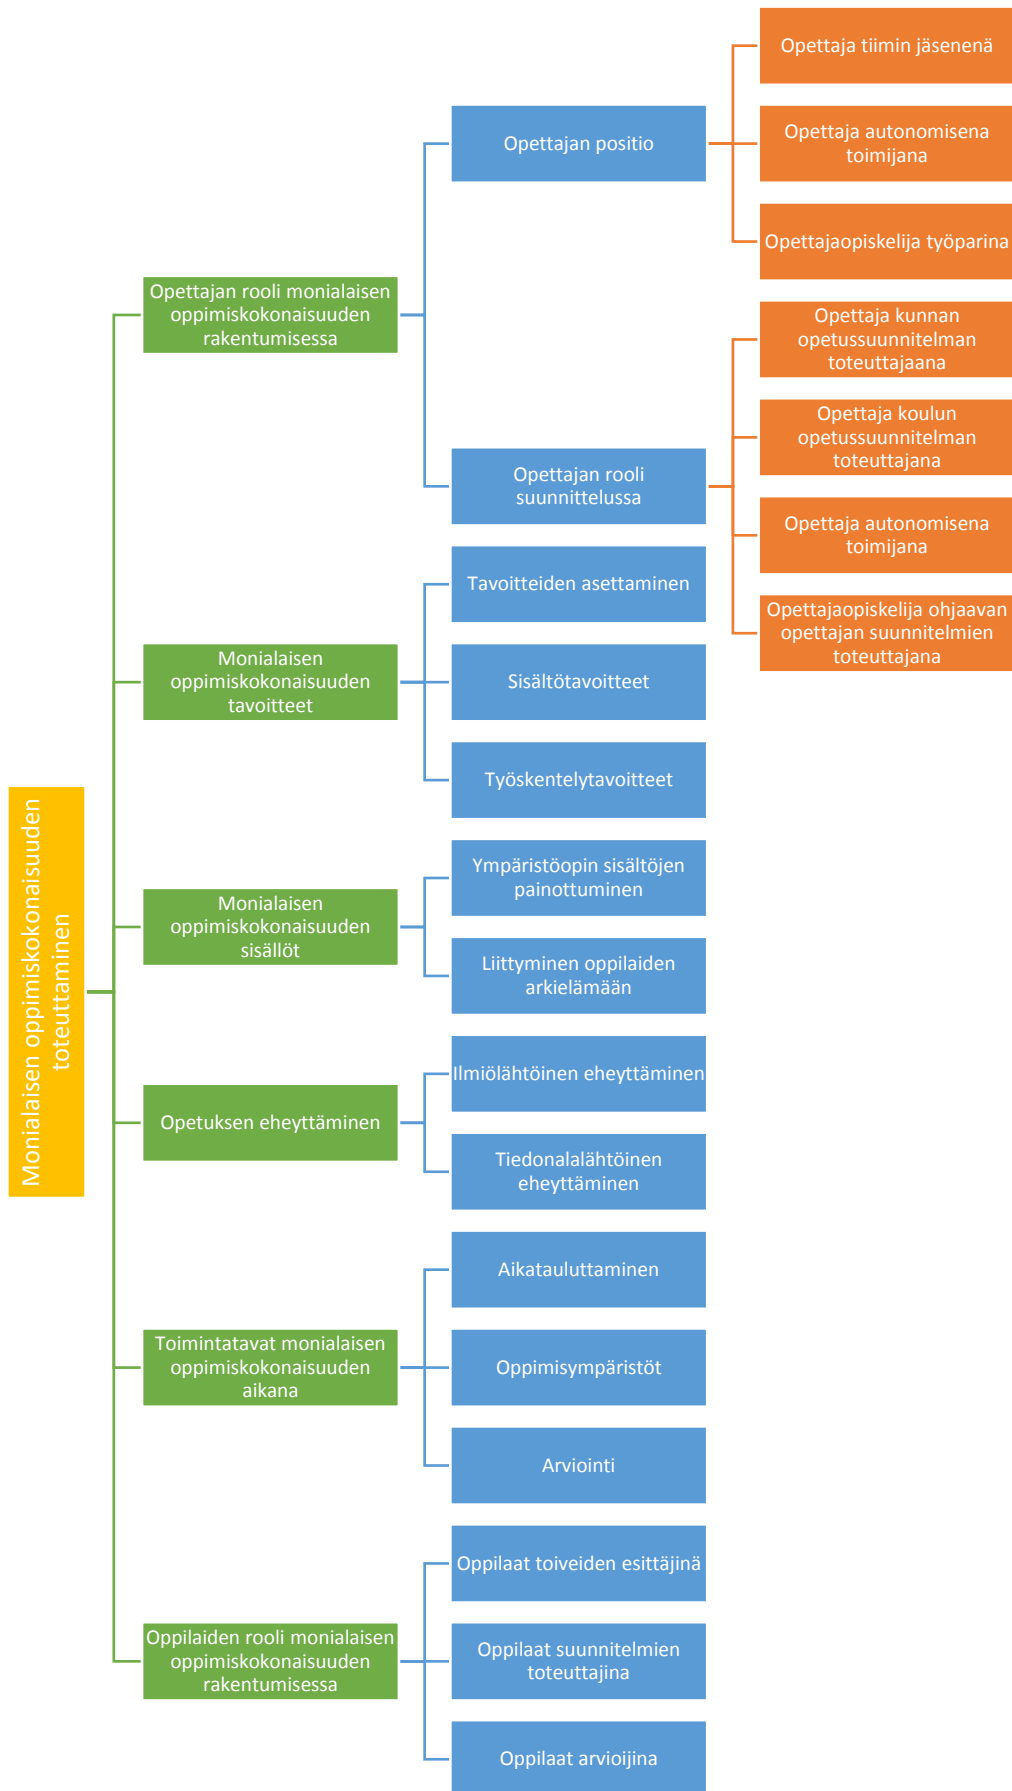 Monialaisen oppimiskokonaisuuden
toteuttaminen
Opettajan rooli monialaisen
oppimiskokonaisuuden
rakentumisessa
Opettajan positio
Opettaja tiimin jäsenenä
Opettaja autonomisena
toimijana
Opettajaopiskelija työparina
Opettajan rooli
suunnittelussa
Opettaja kunnan
opetussuunnitelman
toteuttajaana
Opettaja koulun
opetussuunnitelman
toteuttajana
Opettaja autonomisena
toimijana
Opettajaopiskelija ohjaavan
opettajan suunnitelmien
toteuttajana
Monialaisen
oppimiskokonaisuuden
tavoitteet
Tavoitteiden asettaminen
Sisältötavoitteet
Työskentelytavoitteet
Monialaisen
oppimiskokonaisuuden
sisällöt
Ympäristöopin sisältöjen
painottuminen
Liittyminen oppilaiden
arkielämään
Opetuksen eheyttäminen
Ilmiölähtöinen eheyttäminen
Tiedonalalähtöinen
eheyttäminen
Toimintatavat monialaisen
oppimiskokonaisuuden
aikana
Aikatauluttaminen
Oppimisympäristöt
Arviointi
Oppilaiden rooli monialaisen
oppimiskokonaisuuden
rakentumisessa
Oppilaat toiveiden esittäjinä
Oppilaat suunnitelmien
toteuttajina
Oppilaat arvioijina